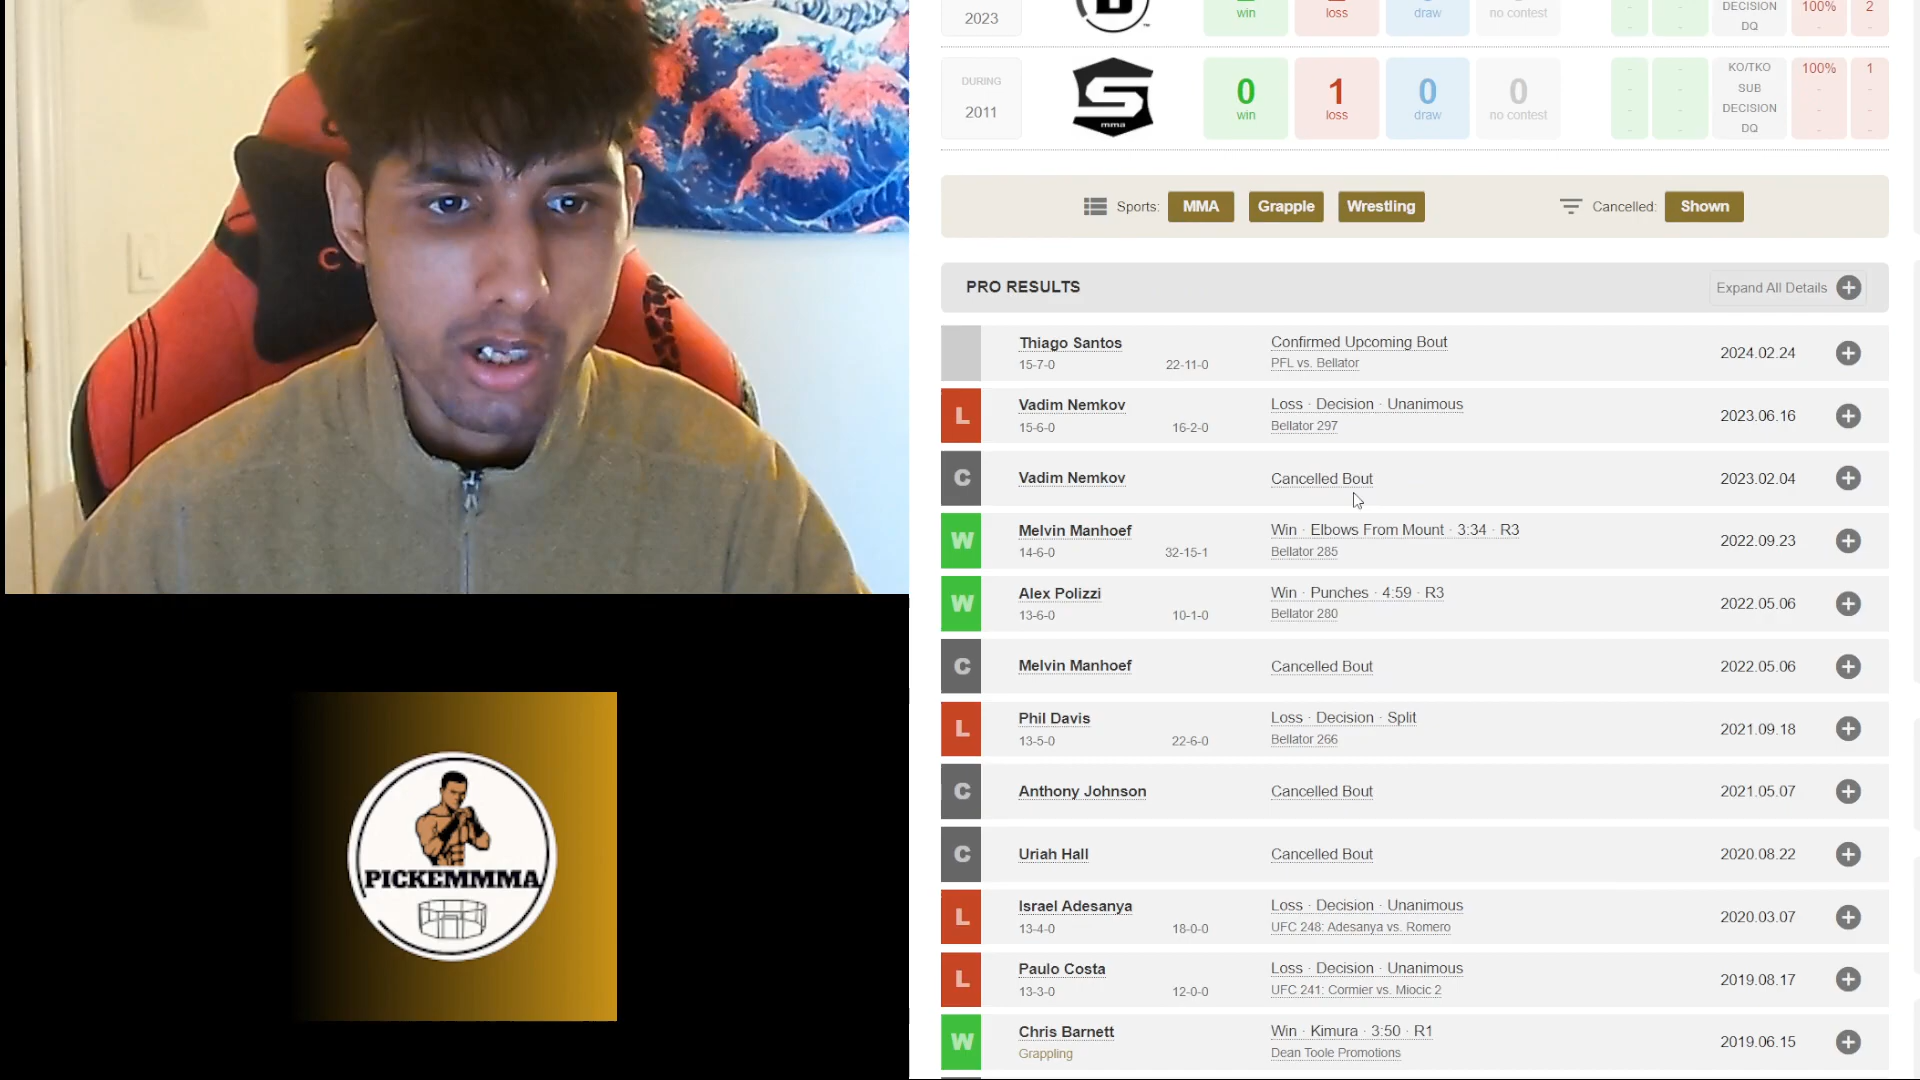 2023
win
loss
draw
no contest
DECISION
DQ
100%
2
DURING
2011
S
mma
0
win
1
loss
0
draw
0
no contest
KO/TKO
SUB
DECISION
DQ
100%
1
Sports: MMA Grapple Wrestling Cancelled: Shown
PRO RESULTS Expand All Details
Thiago Santos Confirmed Upcoming Bout 2024.02.24
15-7-0 22-11-0 PFL vs. Bellator
L Vadim Nemkov Loss · Decision · Unanimous 2023.06.16
15-6-0 16-2-0 Bellator 297
C Vadim Nemkov Cancelled Bout 2023.02.04
W Melvin Manhoef Win · Elbows From Mount · 3:34 · R3 2022.09.23
14-6-0 32-15-1 Bellator 285
W Alex Polizzi Win · Punches · 4:59 · R3 2022.05.06
13-6-0 10-1-0 Bellator 280
C Melvin Manhoef Cancelled Bout 2022.05.06
L Phil Davis Loss · Decision · Split 2021.09.18
13-5-0 22-6-0 Bellator 266
C Anthony Johnson Cancelled Bout 2021.05.07
C Uriah Hall Cancelled Bout 2020.08.22
L Israel Adesanya Loss · Decision · Unanimous 2020.03.07
13-4-0 18-0-0 UFC 248: Adesanya vs. Romero
L Paulo Costa Loss · Decision · Unanimous 2019.08.17
13-3-0 12-0-0 UFC 241: Cormier vs. Miocic 2
W Chris Barnett Win · Kimura · 3:50 · R1 2019.06.15
Grappling Dean Toole Promotions
PICKEMMMA